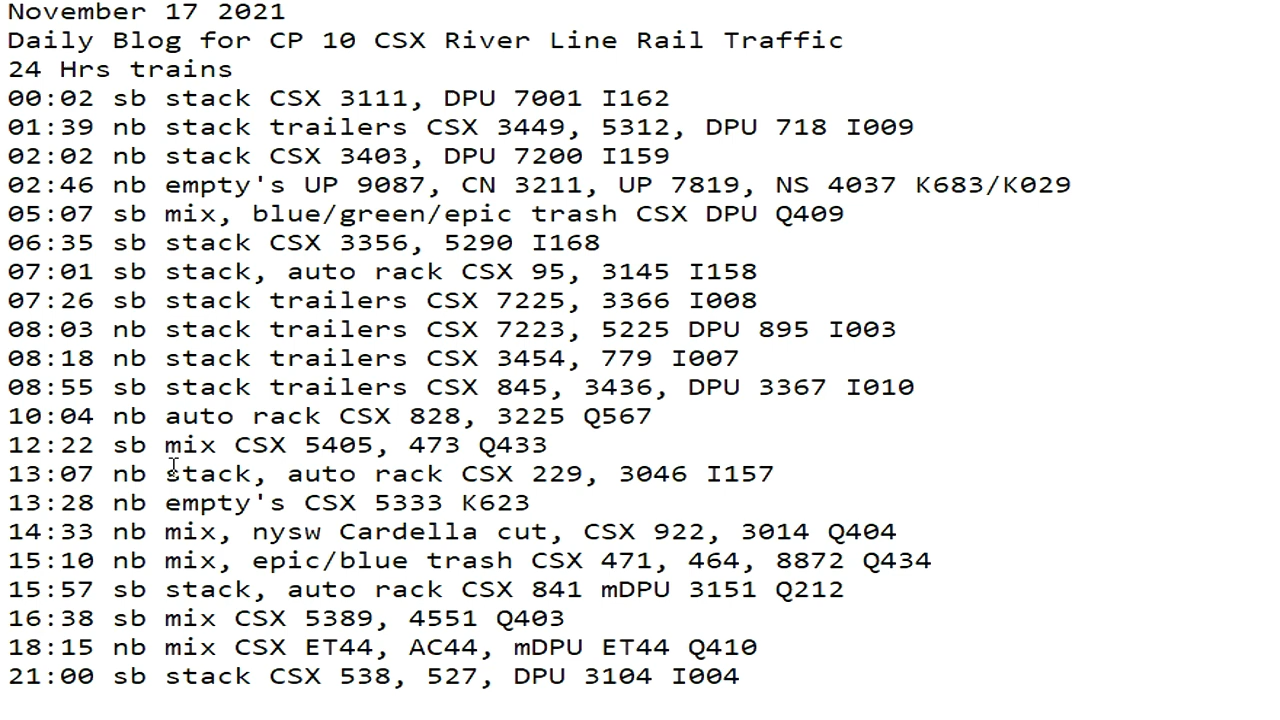 November 17 2021
Daily Blog for CP 10 CSX River Line Rail Traffic
24 Hrs trains
00:02 sb stack CSX 3111, DPU 7001 I162
01:39 nb stack trailers CSX 3449, 5312, DPU 718 I009
02:02 nb stack CSX 3403, DPU 7200 I159
02:46 nb empty's UP 9087, CN 3211, UP 7819, NS 4037 K683/K029
05:07 sb mix, blue/green/epic trash CSX DPU Q409
06:35 sb stack CSX 3356, 5290 I168
07:01 sb stack, auto rack CSX 95, 3145 I158
07:26 sb stack trailers CSX 7225, 3366 I008
08:03 nb stack trailers CSX 7223, 5225 DPU 895 I003
08:18 nb stack trailers CSX 3454, 779 I007
08:55 sb stack trailers CSX 845, 3436, DPU 3367 I010
10:04 nb auto rack CSX 828, 3225 Q567
12:22 sb mix CSX 5405, 473 Q433
13:07 nb stack, auto rack CSX 229, 3046 I157
13:28 nb empty's CSX 5333 K623
14:33 nb mix, nysw Cardella cut, CSX 922, 3014 Q404
15:10 nb mix, epic/blue trash CSX 471, 464, 8872 Q434
15:57 sb stack, auto rack CSX 841 mDPU 3151 Q212
16:38 sb mix CSX 5389, 4551 Q403
18:15 nb mix CSX ET44, AC44, mDPU ET44 Q410
21:00 sb stack CSX 538, 527, DPU 3104 I004